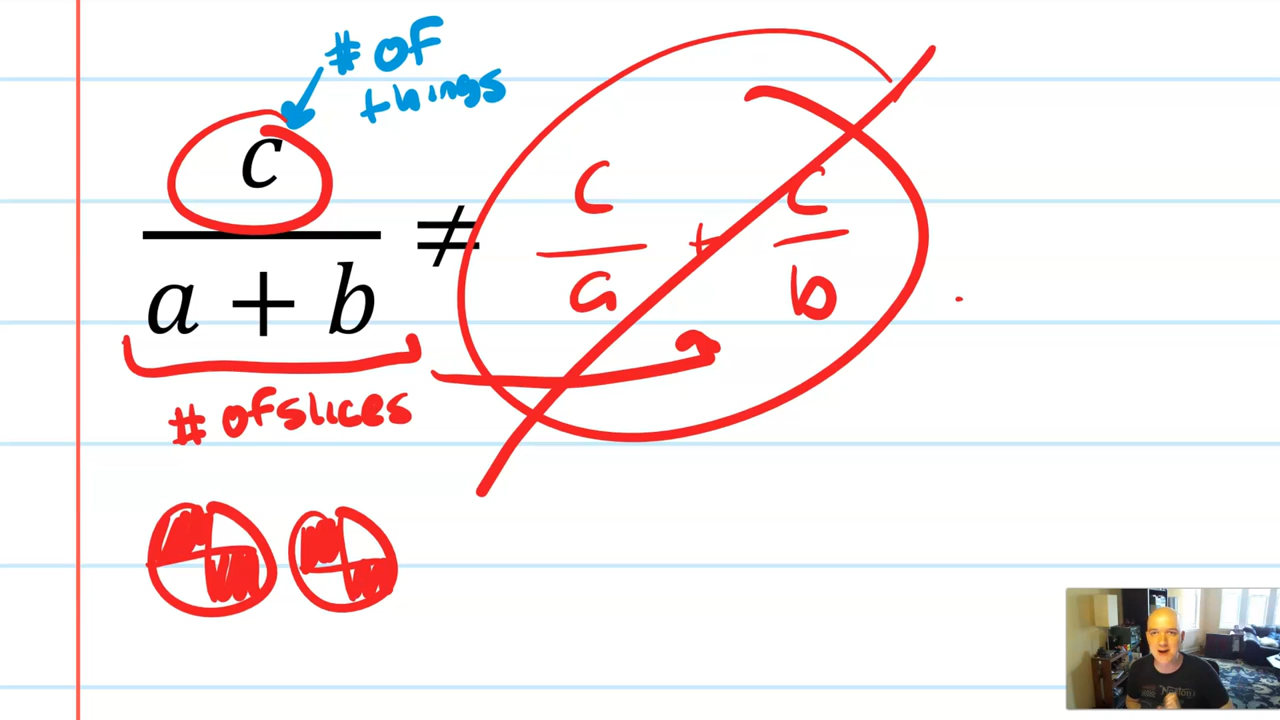 # of
things
c
a + b
≠
c
a
+
c
b
# of slices